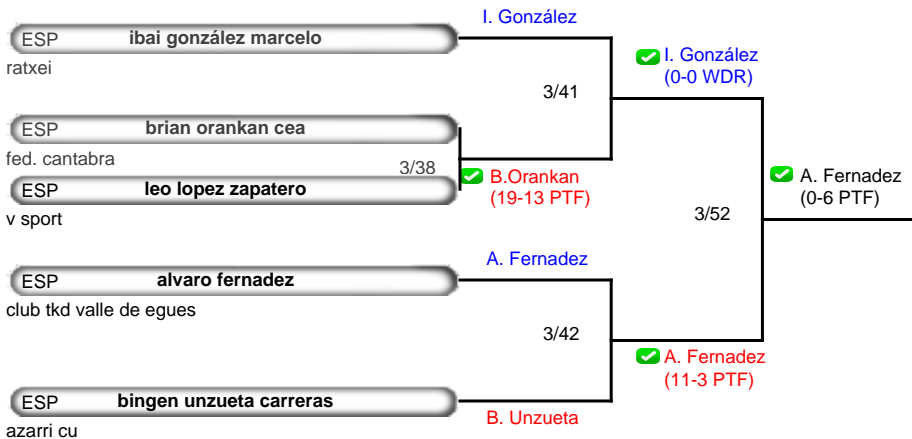 I. González
ESP ibai gonzález marcelo
ratxei
I. González
(0-0 WDR)
3/41
ESP brian orankan cea
fed. cantabra
3/38
B.Orankan
(19-13 PTF)
ESP leo lopez zapatero
v sport
A. Fernadez
(0-6 PTF)
3/52
A. Fernadez
ESP alvaro fernadez
club tkd valle de egues
3/42
A. Fernadez
(11-3 PTF)
ESP bingen unzueta carreras
B. Unzueta
azarri cu